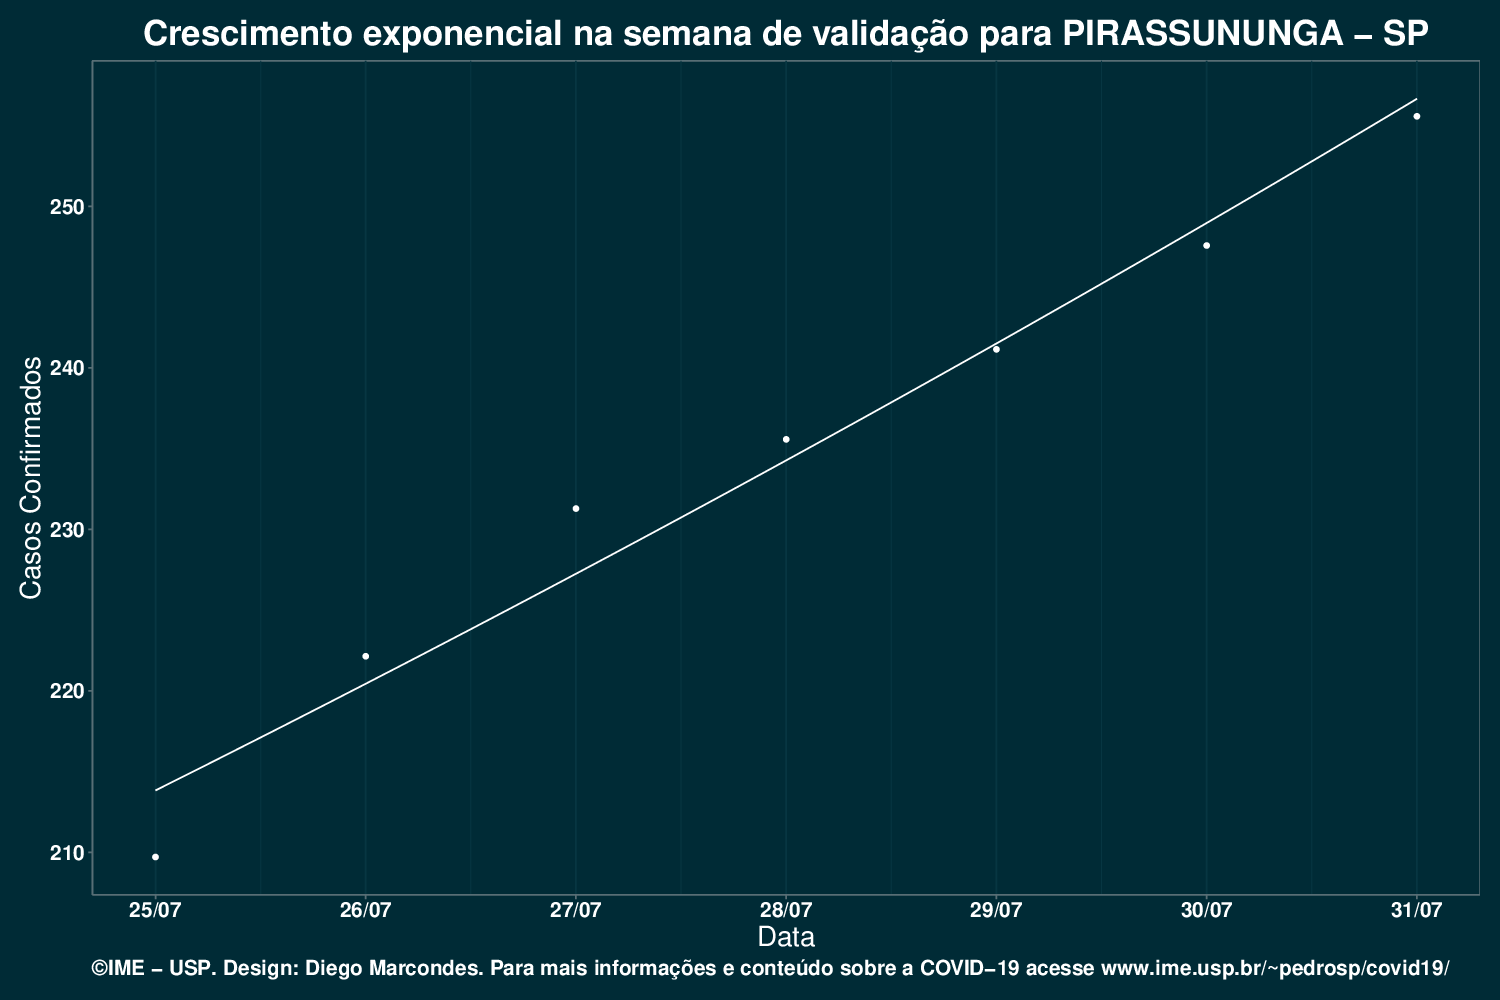 Crescimento exponencial na semana de validação para PIRASSUNUNGA – SP
Casos Confirmados
250
240
230
220
210
25/07 26/07 27/07 28/07 29/07 30/07 31/07
Data
©IME – USP. Design: Diego Marcondes. Para mais informações e conteúdo sobre a COVID–19 acesse www.ime.usp.br/~pedrosp/covid19/